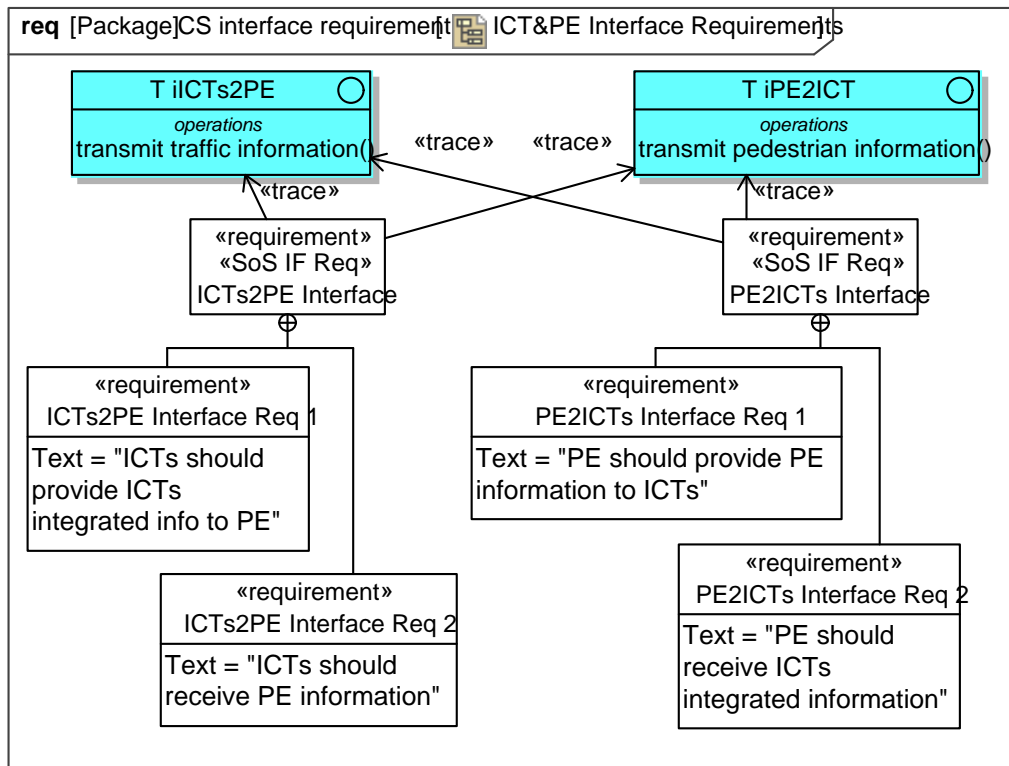 req [Package]CS interface requirement[ ICT&PE Interface Requirements]
T iICTs2PE
operations
transmit traffic information()
T iPE2ICT
operations
transmit pedestrian information()
«trace»
«trace»
«trace»
«trace»
«requirement»
«SoS IF Req»
ICTs2PE Interface
«requirement»
«SoS IF Req»
PE2ICTs Interface
«requirement»
ICTs2PE Interface Req 1
Text = "ICTs should
provide ICTs
integrated info to PE"
«requirement»
PE2ICTs Interface Req 1
Text = "PE should provide PE
information to ICTs"
«requirement»
ICTs2PE Interface Req 2
Text = "ICTs should
receive PE information"
«requirement»
PE2ICTs Interface Req 2
Text = "PE should
receive ICTs
integrated information"